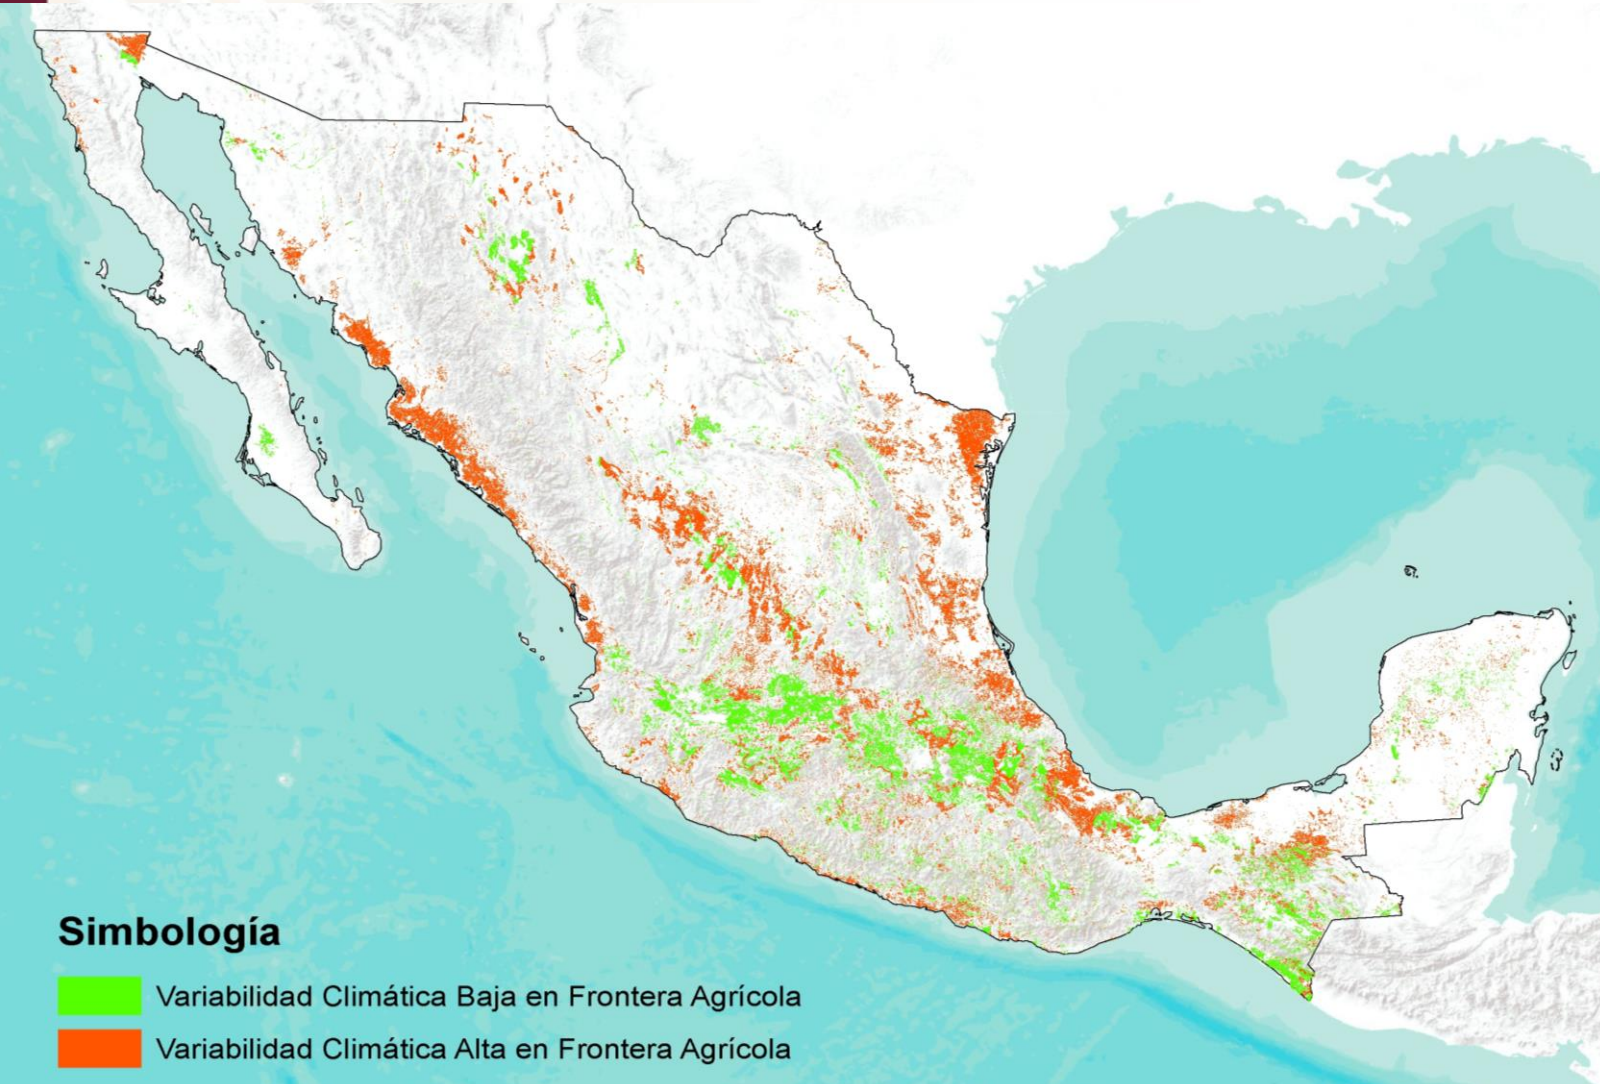 Simbología
Variabilidad Climática Baja en Frontera Agrícola
Variabilidad Climática Alta en Frontera Agrícola